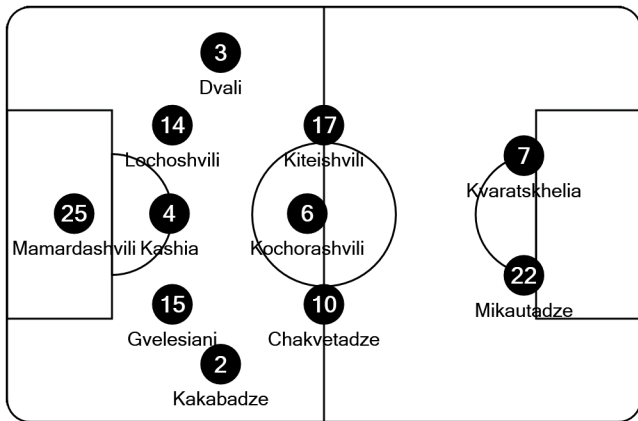 3
Dvali
14
Lochoshvili
17
Kiteishvili
7
Kvaratskhelia
25
Mamardashvili
4
Kashia
6
Kochorashvili
22
Mikautadze
15
Gvelesiani
10
Chakvetadze
2
Kakabadze